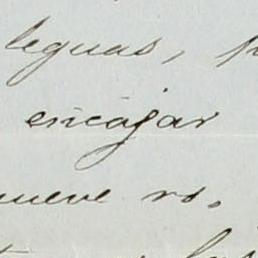 leguas, p
encajar
nueve rs.